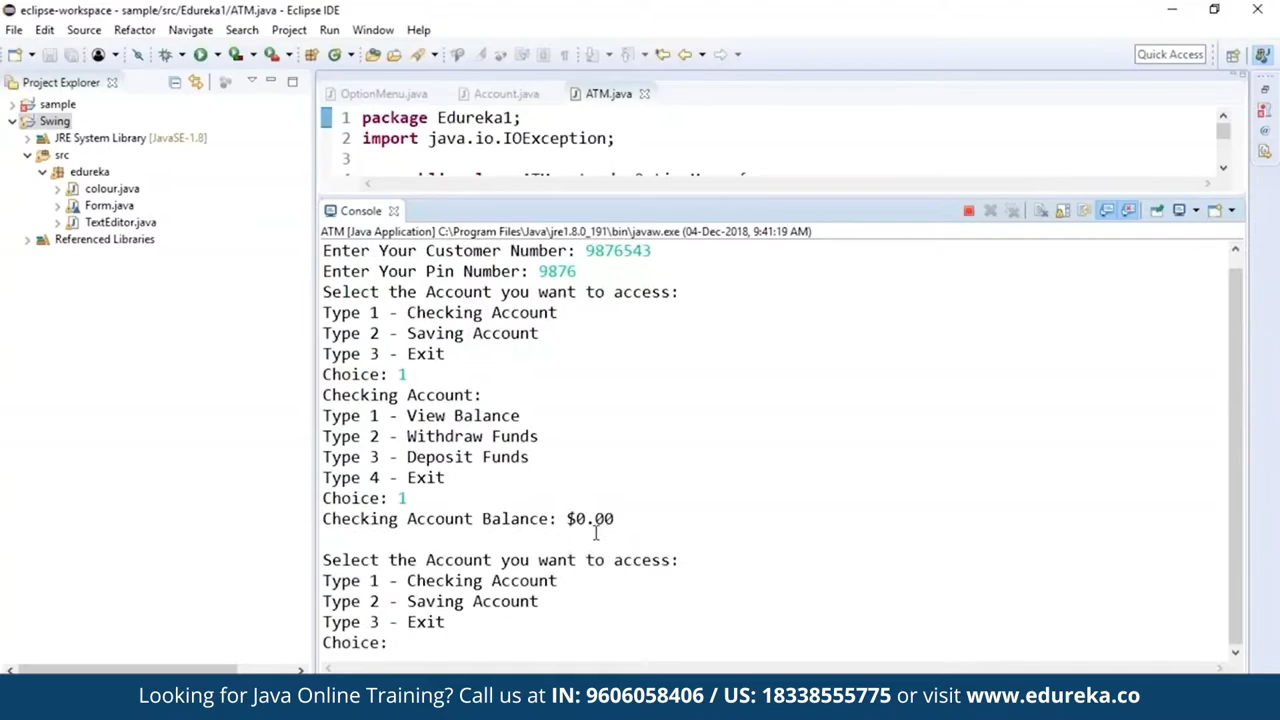 eclipse-workspace - sample/src/Edureka1/ATM.java - Eclipse IDE
File Edit Source Refactor Navigate Search Project Run Window Help
Quick Access
Project Explorer
sample
Swing
JRE System Library [JavaSE-1.8]
src
edureka
colour.java
Form.java
TextEditor.java
Referenced Libraries
OptionMenu.java Account.java ATM.java
1 package Edureka1;
2 import java.io.IOException;
3
Console
ATM [Java Application] C:\Program Files\Java\jre1.8.0_191\bin\javaw.exe (04-Dec-2018, 9:41:19 AM)
Enter Your Customer Number: 9876543
Enter Your Pin Number: 9876
Select the Account you want to access:
Type 1 - Checking Account
Type 2 - Saving Account
Type 3 - Exit
Choice: 1
Checking Account:
Type 1 - View Balance
Type 2 - Withdraw Funds
Type 3 - Deposit Funds
Type 4 - Exit
Choice: 1
Checking Account Balance: $0.00
Select the Account you want to access:
Type 1 - Checking Account
Type 2 - Saving Account
Type 3 - Exit
Choice:
Looking for Java Online Training? Call us at IN: 9606058406 / US: 18338555775 or visit www.edureka.co